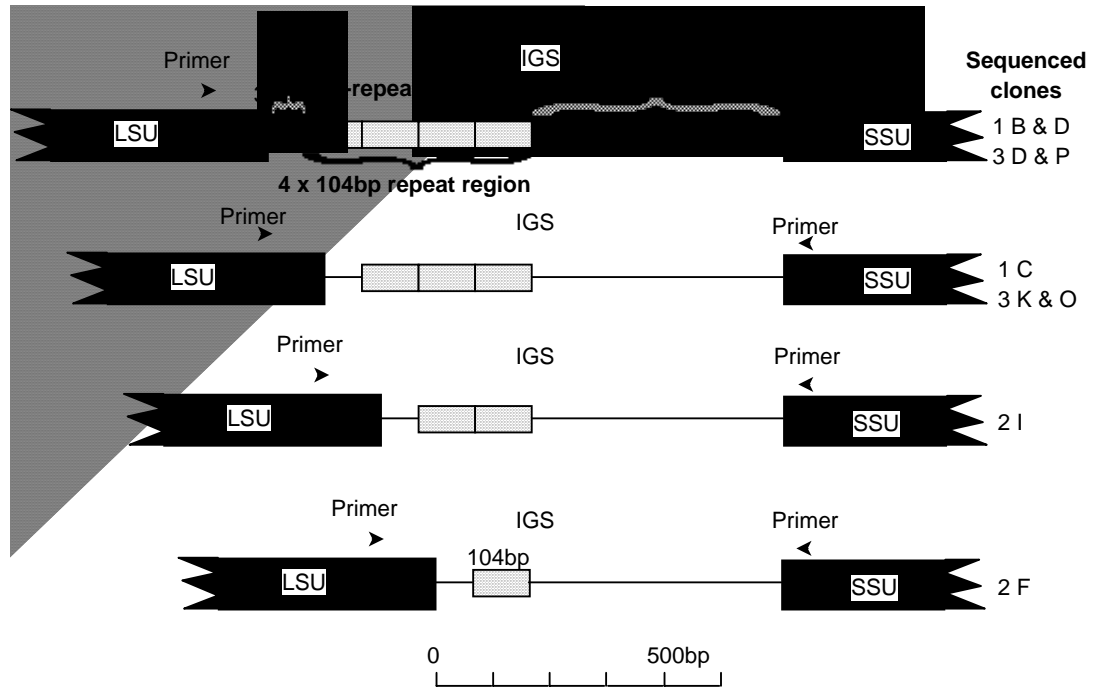 IGS
Primer
Sequenced
clones
-repea
LSU
SSU
1 B & D
3 D & P
4 x 104bp repeat region
Primer
IGS
Primer
LSU
SSU
1 C
3 K & O
Primer
IGS
Primer
LSU
SSU
2 I
Primer
IGS
Primer
104bp
LSU
SSU
2 F
0
500bp